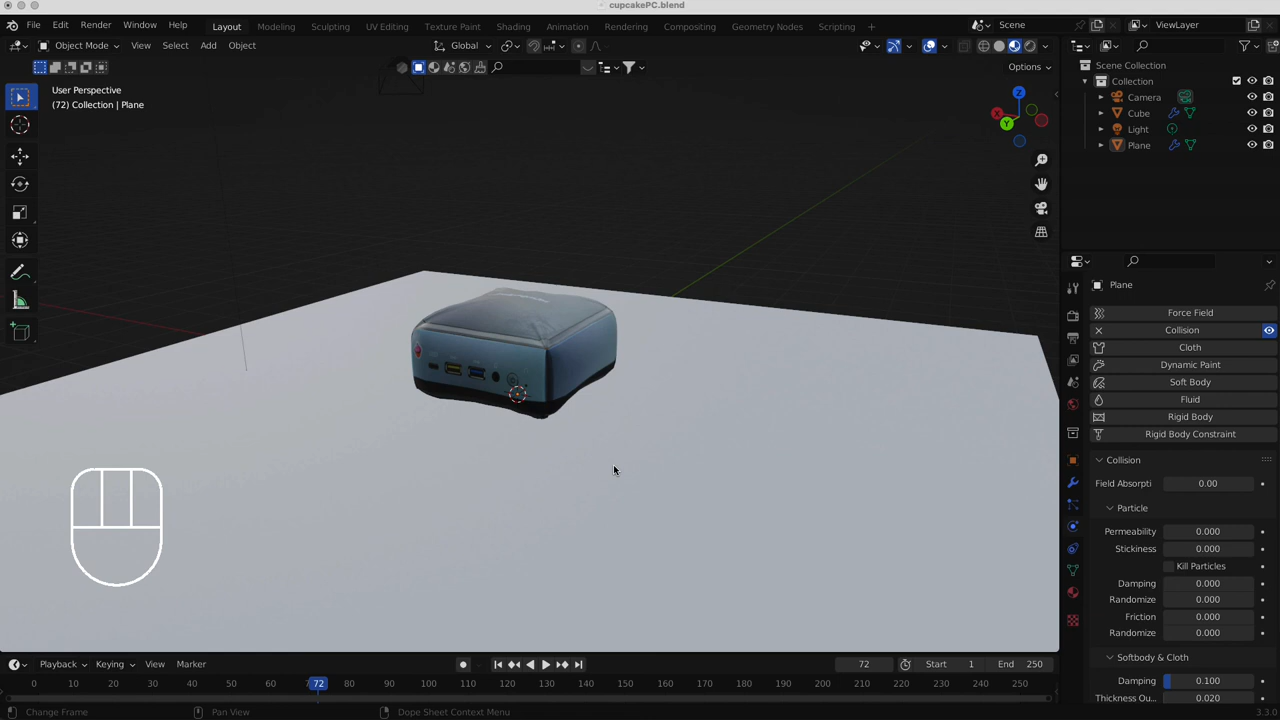 cupcakePC.blend
File Edit Render Window Help Layout Modeling Sculpting UV Editing Texture Paint Shading Animation Rendering Compositing Geometry Nodes Scripting + Scene ViewLayer
Object Mode View Select Add Object Global
Options
User Perspective
(72) Collection | Plane
Z
X
Y
Scene Collection
Collection
Camera
Cube
Light
Plane
Plane
Force Field
Collision
Cloth
Dynamic Paint
Soft Body
Fluid
Rigid Body
Rigid Body Constraint
Collision
Field Absorpti 0.00
Particle
Permeability 0.000
Stickiness 0.000
Kill Particles
Damping 0.000
Randomize 0.000
Friction 0.000
Randomize 0.000
Softbody & Cloth
Damping 0.100
Thickness Ou... 0.020
Playback Keying View Marker 72 Start 1 End 250
0 10 20 30 40 50 60 72 80 90 100 110 120 130 140 150 160 170 180 190 200 210 220 230 240 250
Change Frame Pan View Dope Sheet Context Menu 3.3.0